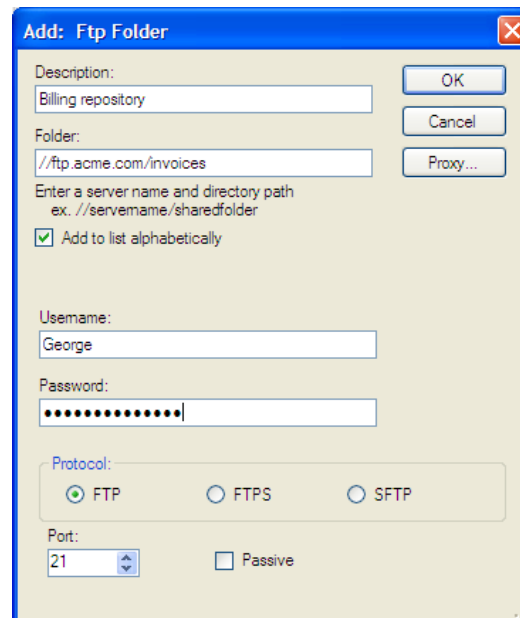 Add: Ftp Folder
Description:
OK
Billing repository
Cancel
Folder:
//ftp.acme.com/invoices
Proxy...
Enter a server name and directory path
ex. //servername/sharedfolder
Add to list alphabetically
Username:
George
Password:
••••••••••••••
Protocol:
FTP FTPS SFTP
Port:
21 Passive